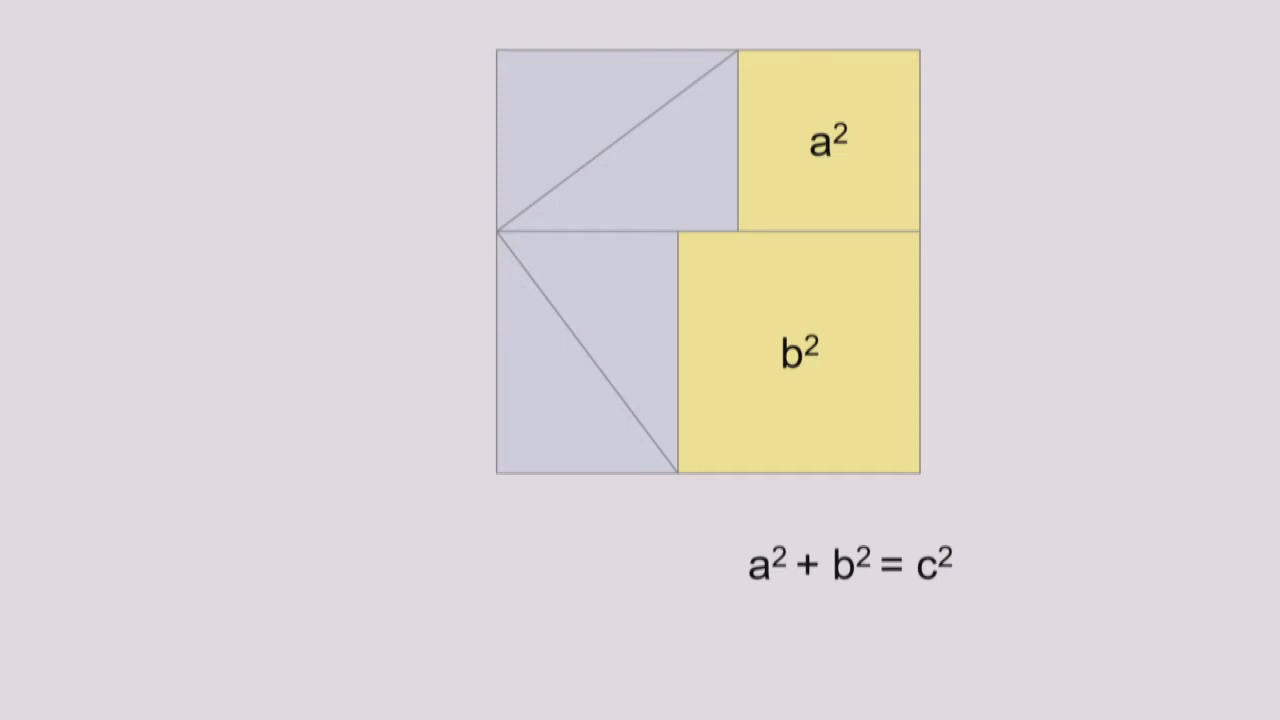 a²
b²
a² + b² = c²